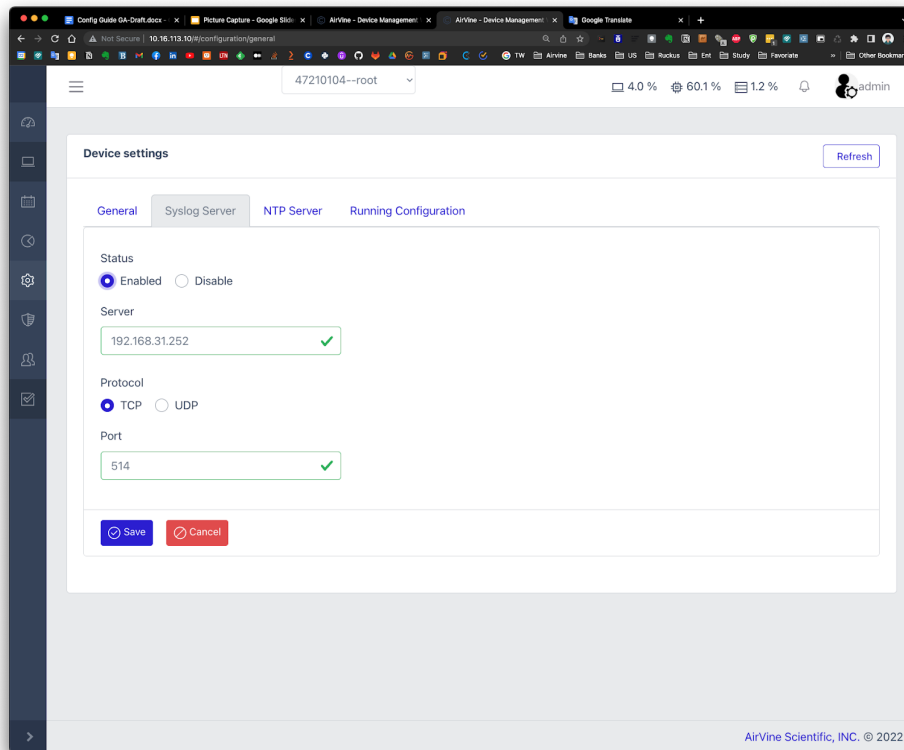 Config Guide GA-Draft.docx -
Picture Capture - Google Slide
AirVine - Device Management
AirVine - Device Management
Google Translate
Not Secure | 10.16.113.10/#/configuration/general
TW
Airvine
Banks
US
Ruckus
Ent
Study
Favoriate
»
Other Bookmar
47210104--root
4.0 %
60.1 %
1.2 %
admin
Device settings
Refresh
General
Syslog Server
NTP Server
Running Configuration
Status
Enabled
Disable
Server
192.168.31.252
Protocol
TCP
UDP
Port
514
Save
Cancel
AirVine Scientific, INC. © 2022